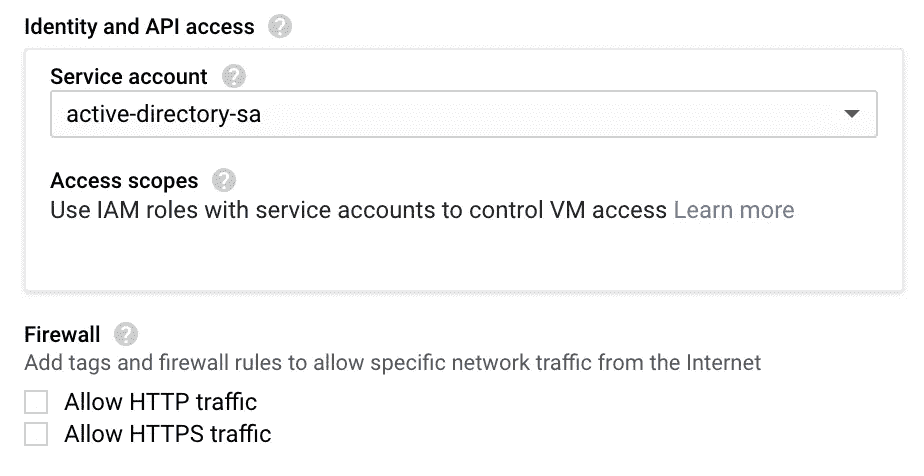 Identity and API access ?
Service account ?
active-directory-sa
Access scopes ?
Use IAM roles with service accounts to control VM access Learn more
Firewall ?
Add tags and firewall rules to allow specific network traffic from the Internet
Allow HTTP traffic
Allow HTTPS traffic